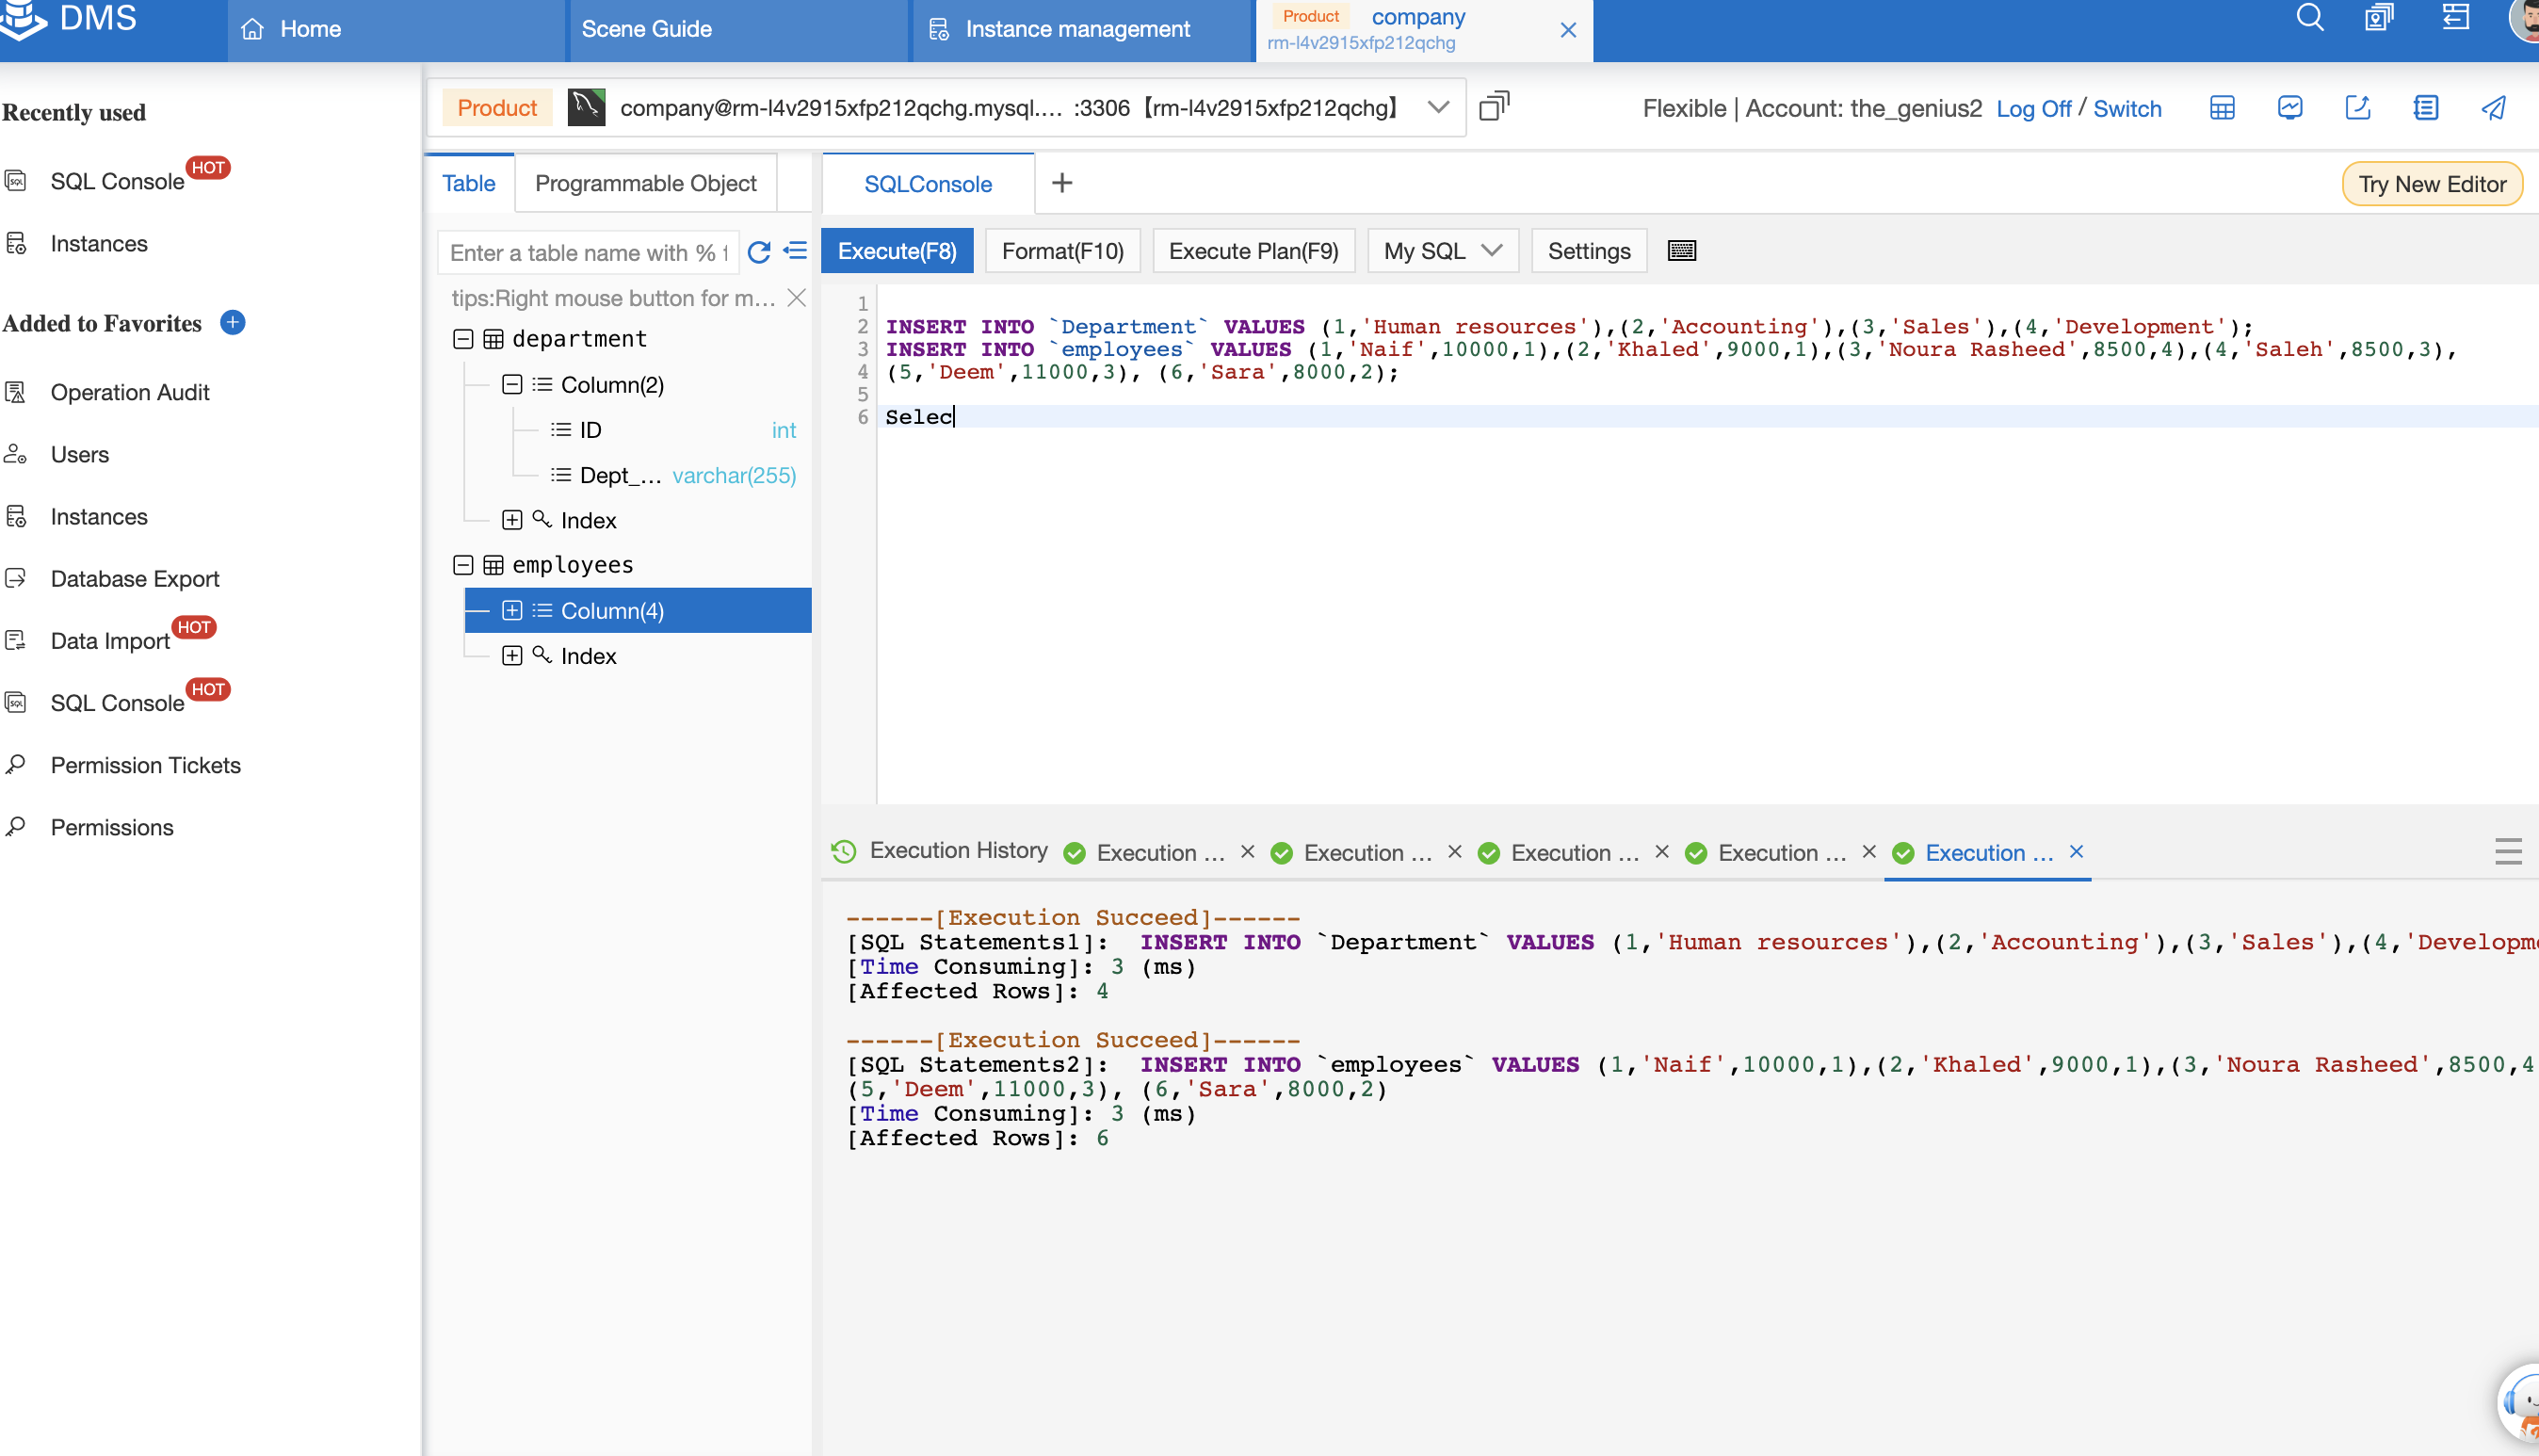 DMS
Home
Scene Guide
Instance management
Product company
rm-l4v2915xfp212qchg
Recently used
SQL Console HOT
Instances
Added to Favorites
Operation Audit
Users
Instances
Database Export
Data Import HOT
SQL Console HOT
Permission Tickets
Permissions
Product company@rm-l4v2915xfp212qchg.mysql.... :3306【rm-l4v2915xfp212qchg】
Flexible | Account: the_genius2 Log Off / Switch
Table Programmable Object
Enter a table name with % f
tips:Right mouse button for m...
department
Column(2)
ID int
Dept_... varchar(255)
Index
employees
Column(4)
Index
SQLConsole +
Try New Editor
Execute(F8) Format(F10) Execute Plan(F9) My SQL Settings
1
2 INSERT INTO `Department` VALUES (1,'Human resources'),(2,'Accounting'),(3,'Sales'),(4,'Development');
3 INSERT INTO `employees` VALUES (1,'Naif',10000,1),(2,'Khaled',9000,1),(3,'Noura Rasheed',8500,4),(4,'Saleh',8500,3),
4 (5,'Deem',11000,3), (6,'Sara',8000,2);
5
6 Selec
Execution History Execution ... Execution ... Execution ... Execution ... Execution ...
------[Execution Succeed]------
[SQL Statements1]: INSERT INTO `Department` VALUES (1,'Human resources'),(2,'Accounting'),(3,'Sales'),(4,'Developm
[Time Consuming]: 3 (ms)
[Affected Rows]: 4
------[Execution Succeed]------
[SQL Statements2]: INSERT INTO `employees` VALUES (1,'Naif',10000,1),(2,'Khaled',9000,1),(3,'Noura Rasheed',8500,4
(5,'Deem',11000,3), (6,'Sara',8000,2)
[Time Consuming]: 3 (ms)
[Affected Rows]: 6